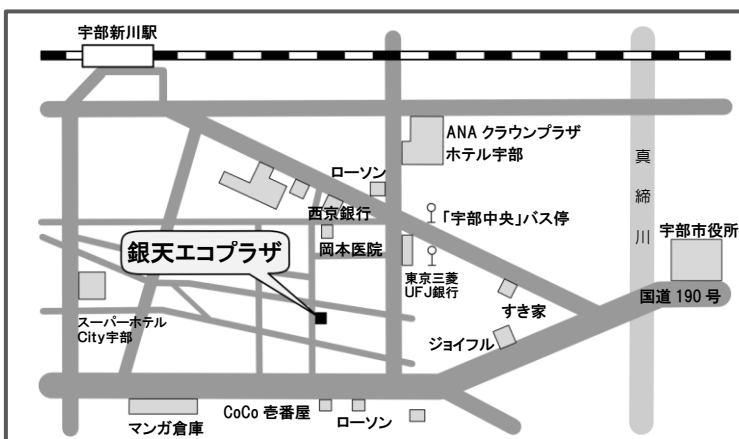 宇部新川駅
ANA クラウンプラザ
ホテル宇部
ローソン
真締川
西京銀行
「宇部中央」バス停
岡本医院
宇部市役所
銀天エコプラザ
東京三菱
UFJ銀行
国道 190 号
すき家
スーパーホテル
City宇部
ジョイフル
CoCo 壱番屋
ローソン
マンガ倉庫